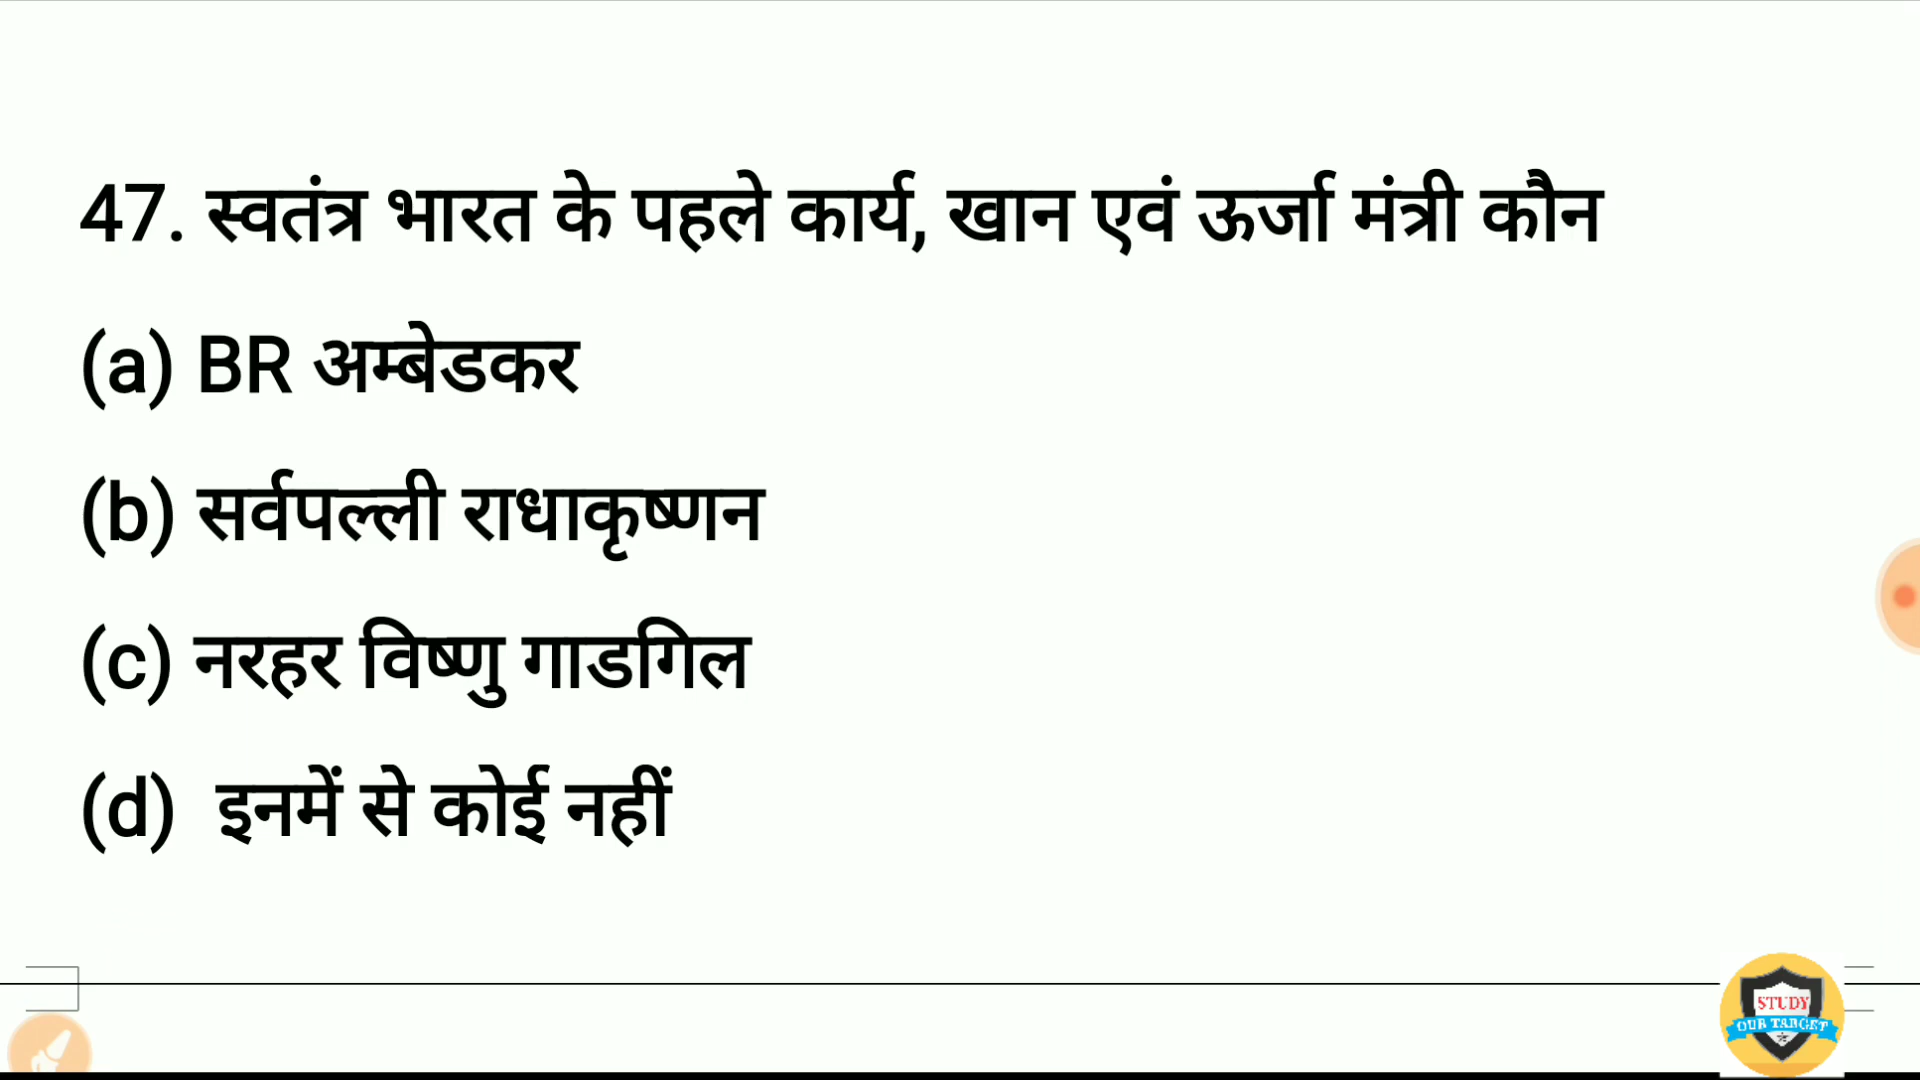 47. स्वतंत्र भारत के पहले कार्य, खान एवं ऊर्जा मंत्री कौन
(a) BR अम्बेडकर
(b) सर्वपल्ली राधाकृष्णन
(c) नरहर विष्णु गाडगिल
(d) इनमें से कोई नहीं
STUDY
OUR TARGET